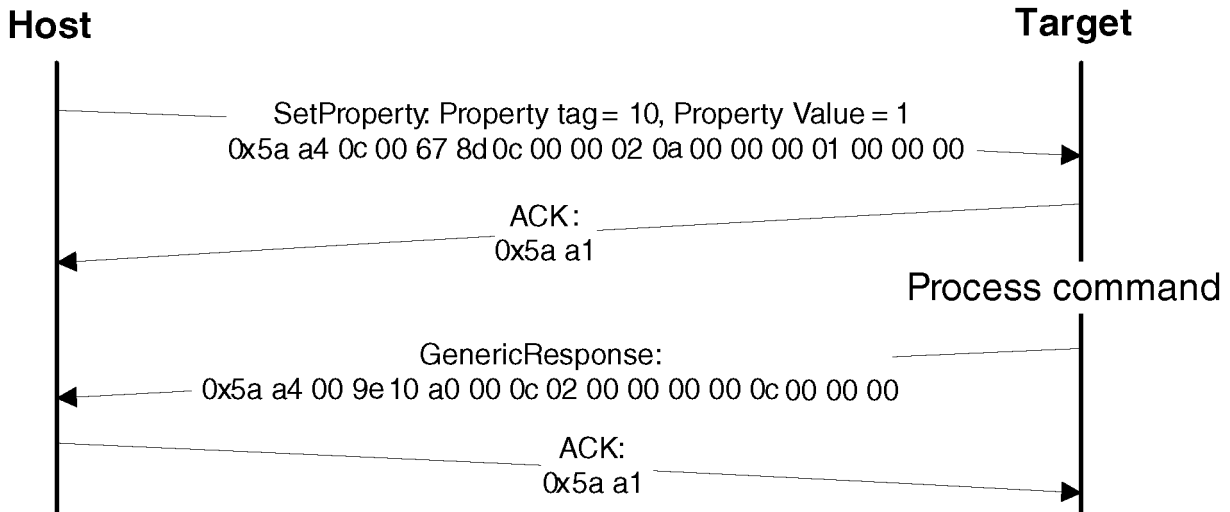 Host
Target
SetProperty: Property tag = 10, Property Value = 1
0x5a a4 0c 00 67 8d 0c 00 00 02 0a 00 00 00 01 00 00 00
ACK:
0x5a a1
Process command
GenericResponse:
0x5a a4 00 9e 10 a0 00 0c 02 00 00 00 00 0c 00 00 00
ACK:
0x5a a1